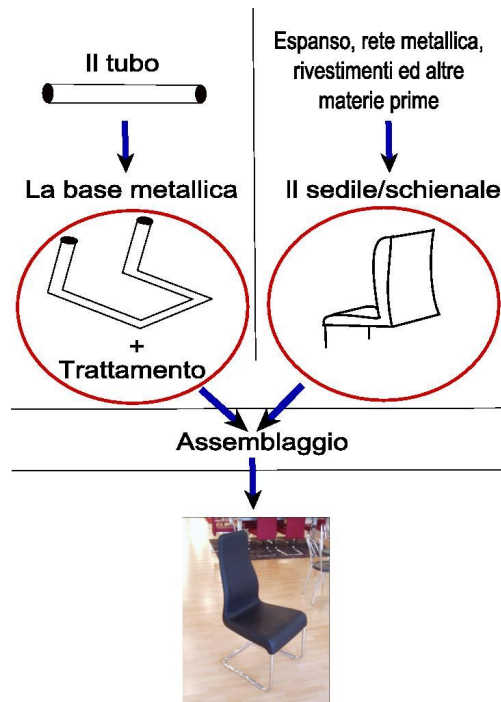 Il tubo
La base metallica
+
Trattamento
Espanso, rete metallica,
rivestimenti ed altre
materie prime
Il sedile/schienale
Assemblaggio